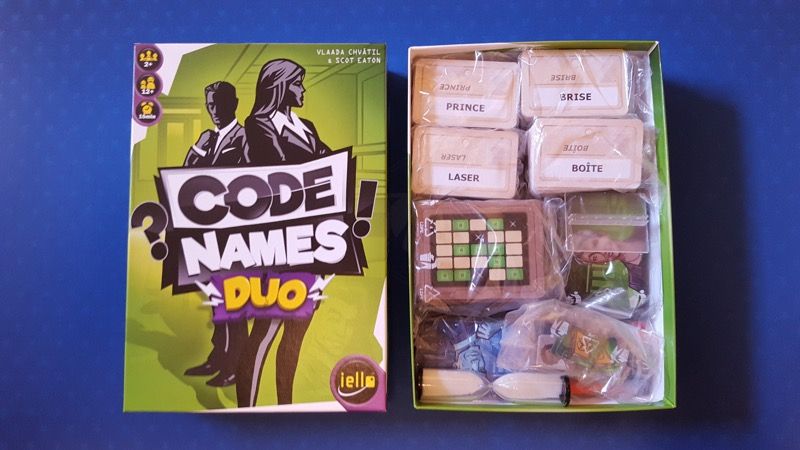 VLAADA CHVÁTIL
& SCOT EATON
2+
12+
15min
?
CODE
NAMES!
DUO
iello
PRINCE
PRINCE
BRISE
BRISE
LASER
LASER
BOÎTE
BOÎTE